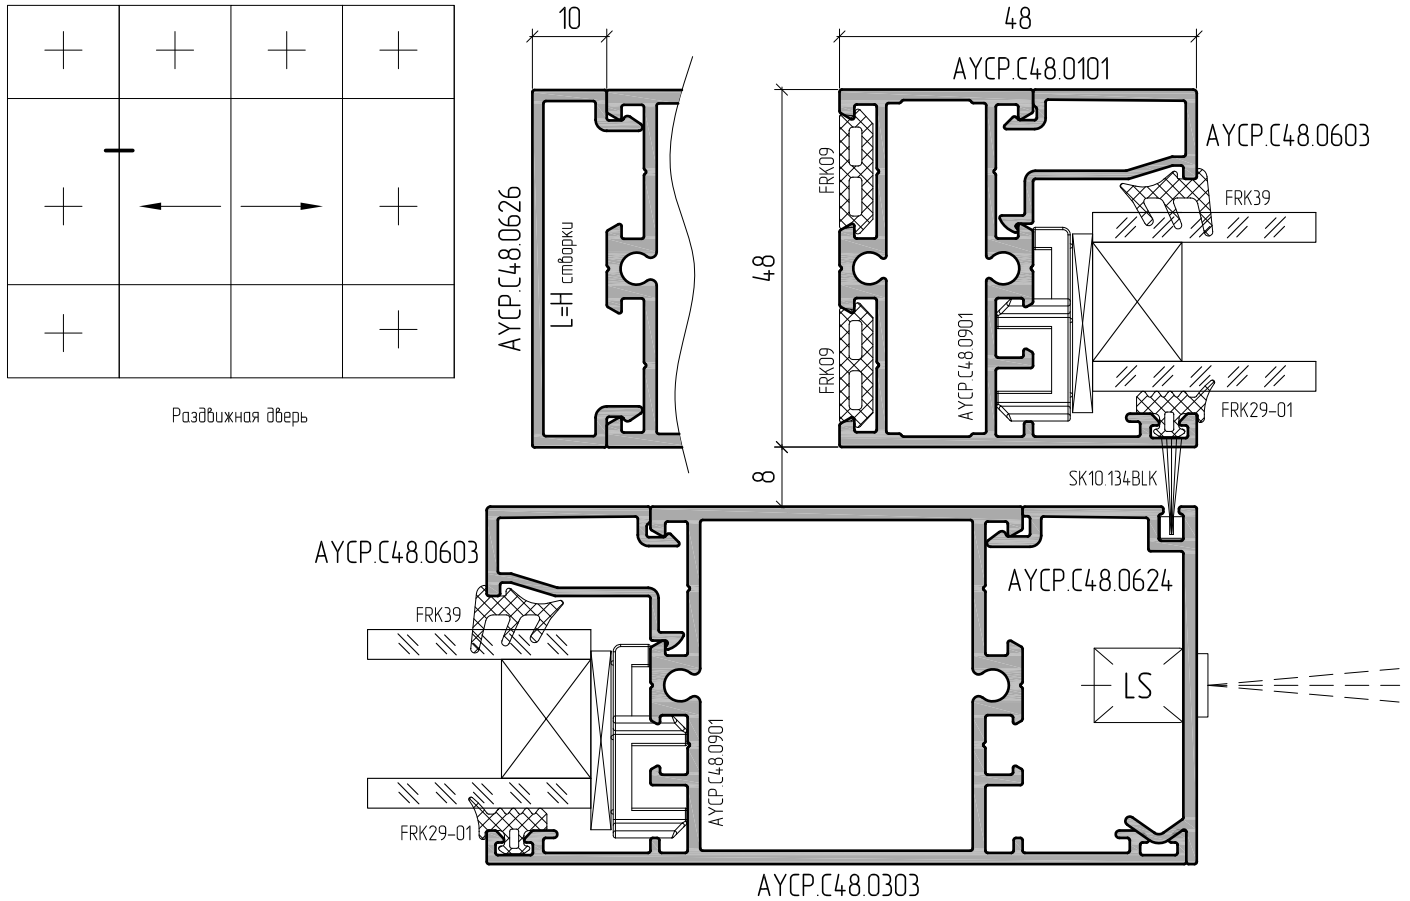 10
48
AYCP.C48.0101
AYCP.C48.0603
FRK09
FRK39
AYCP.C48.0626
L=H створки
48
FRK09
AYCP.C48.0901
FRK29-01
Раздвижная дверь
8
SK10.134BLK
AYCP.C48.0603
AYCP.C48.0624
FRK39
LS
AYCP.C48.0901
FRK29-01
AYCP.C48.0303